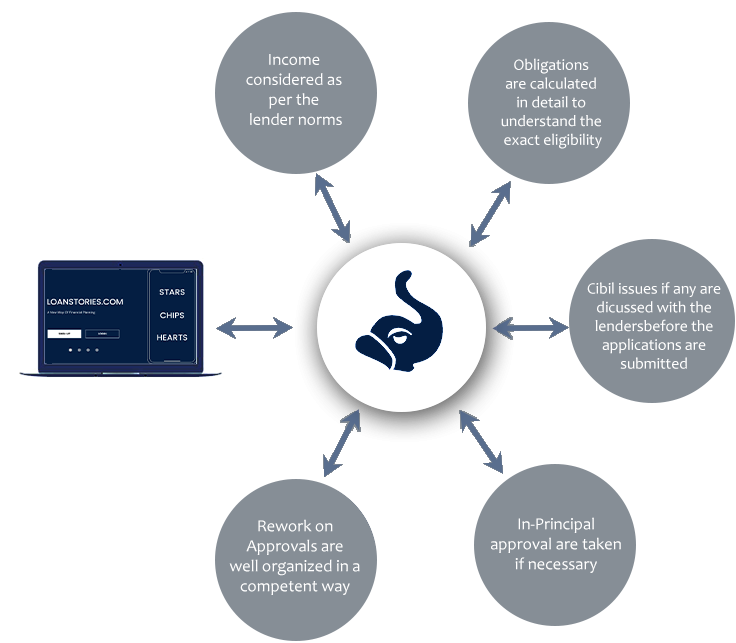 Income
considered as
per the
lender norms
Obligations
are calculated
in detail to
understand the
exact eligibility
LOANSTORIES.COM
A New Way Of Financial Planning
STARS
CHIPS
HEARTS
Cibil issues if any are
dicussed with the
lendersbefore the
applications are
submitted
Rework on
Approvals are
well organized in a
competent way
In-Principal
approval are taken
if necessary